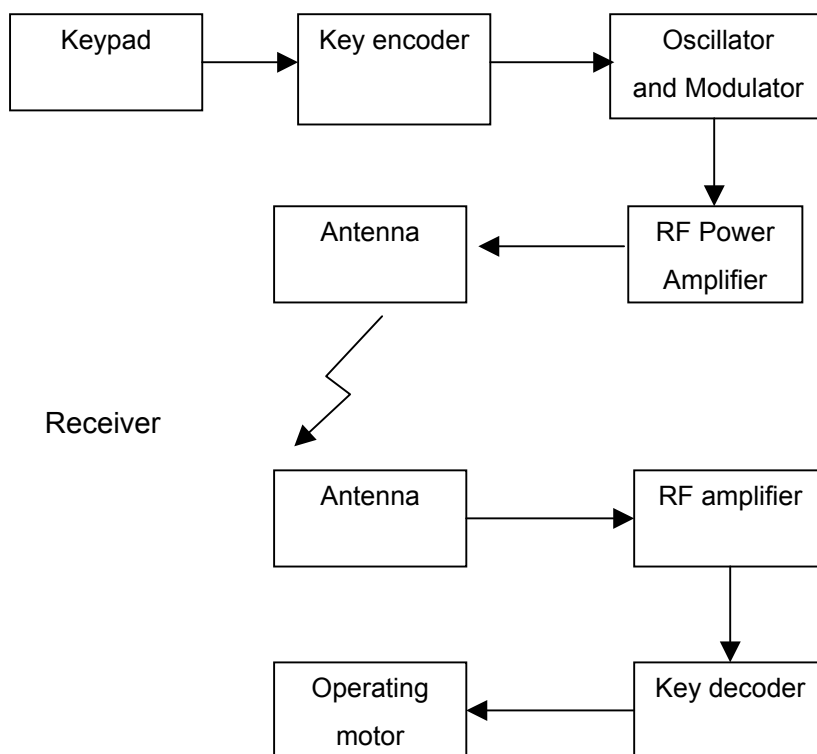 Keypad
Key encoder
Oscillator
and Modulator
Antenna
RF Power
Amplifier
Receiver
Antenna
RF amplifier
Operating
motor
Key decoder